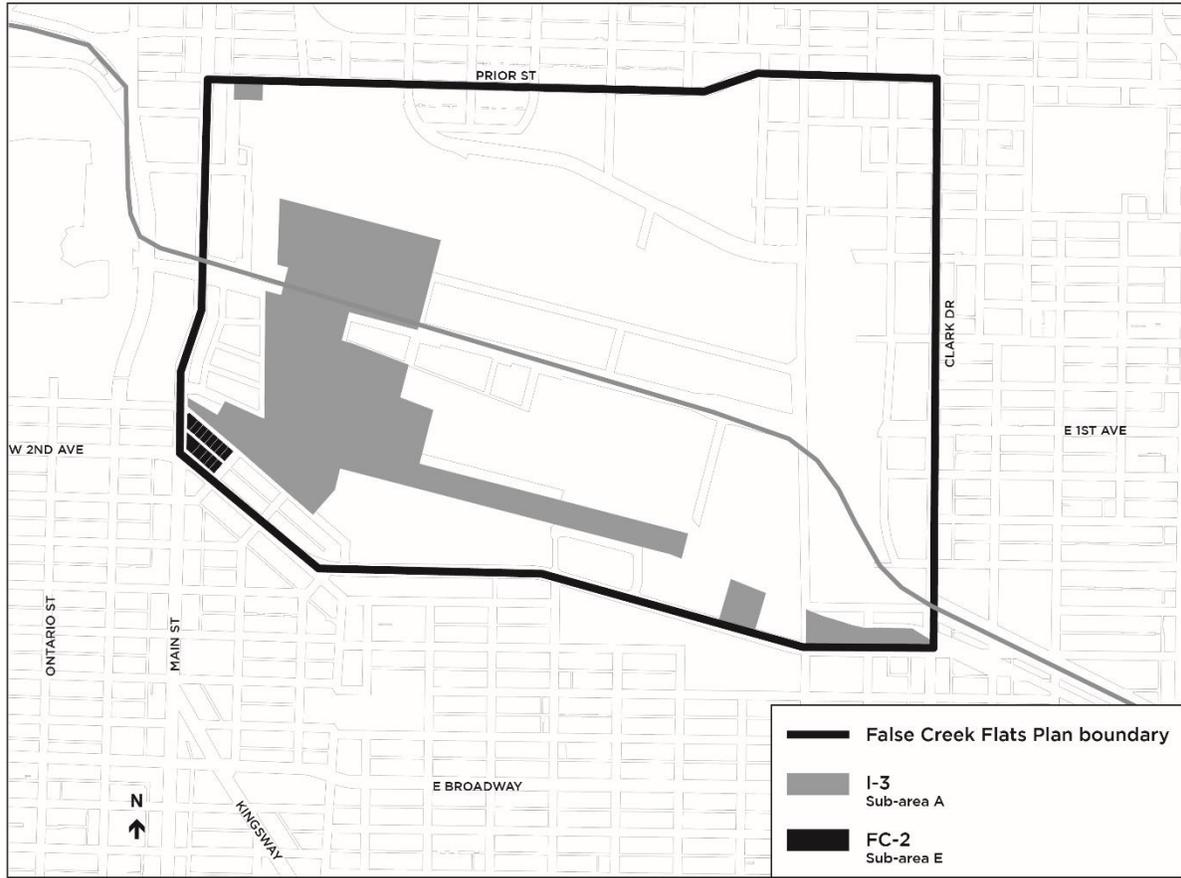 PRIOR ST
CLARK DR
E 1ST AVE
W 2ND AVE
ONTARIO ST
MAIN ST
E BROADWAY
KINGSWAY
N
False Creek Flats Plan boundary
I-3
Sub-area A
FC-2
Sub-area E